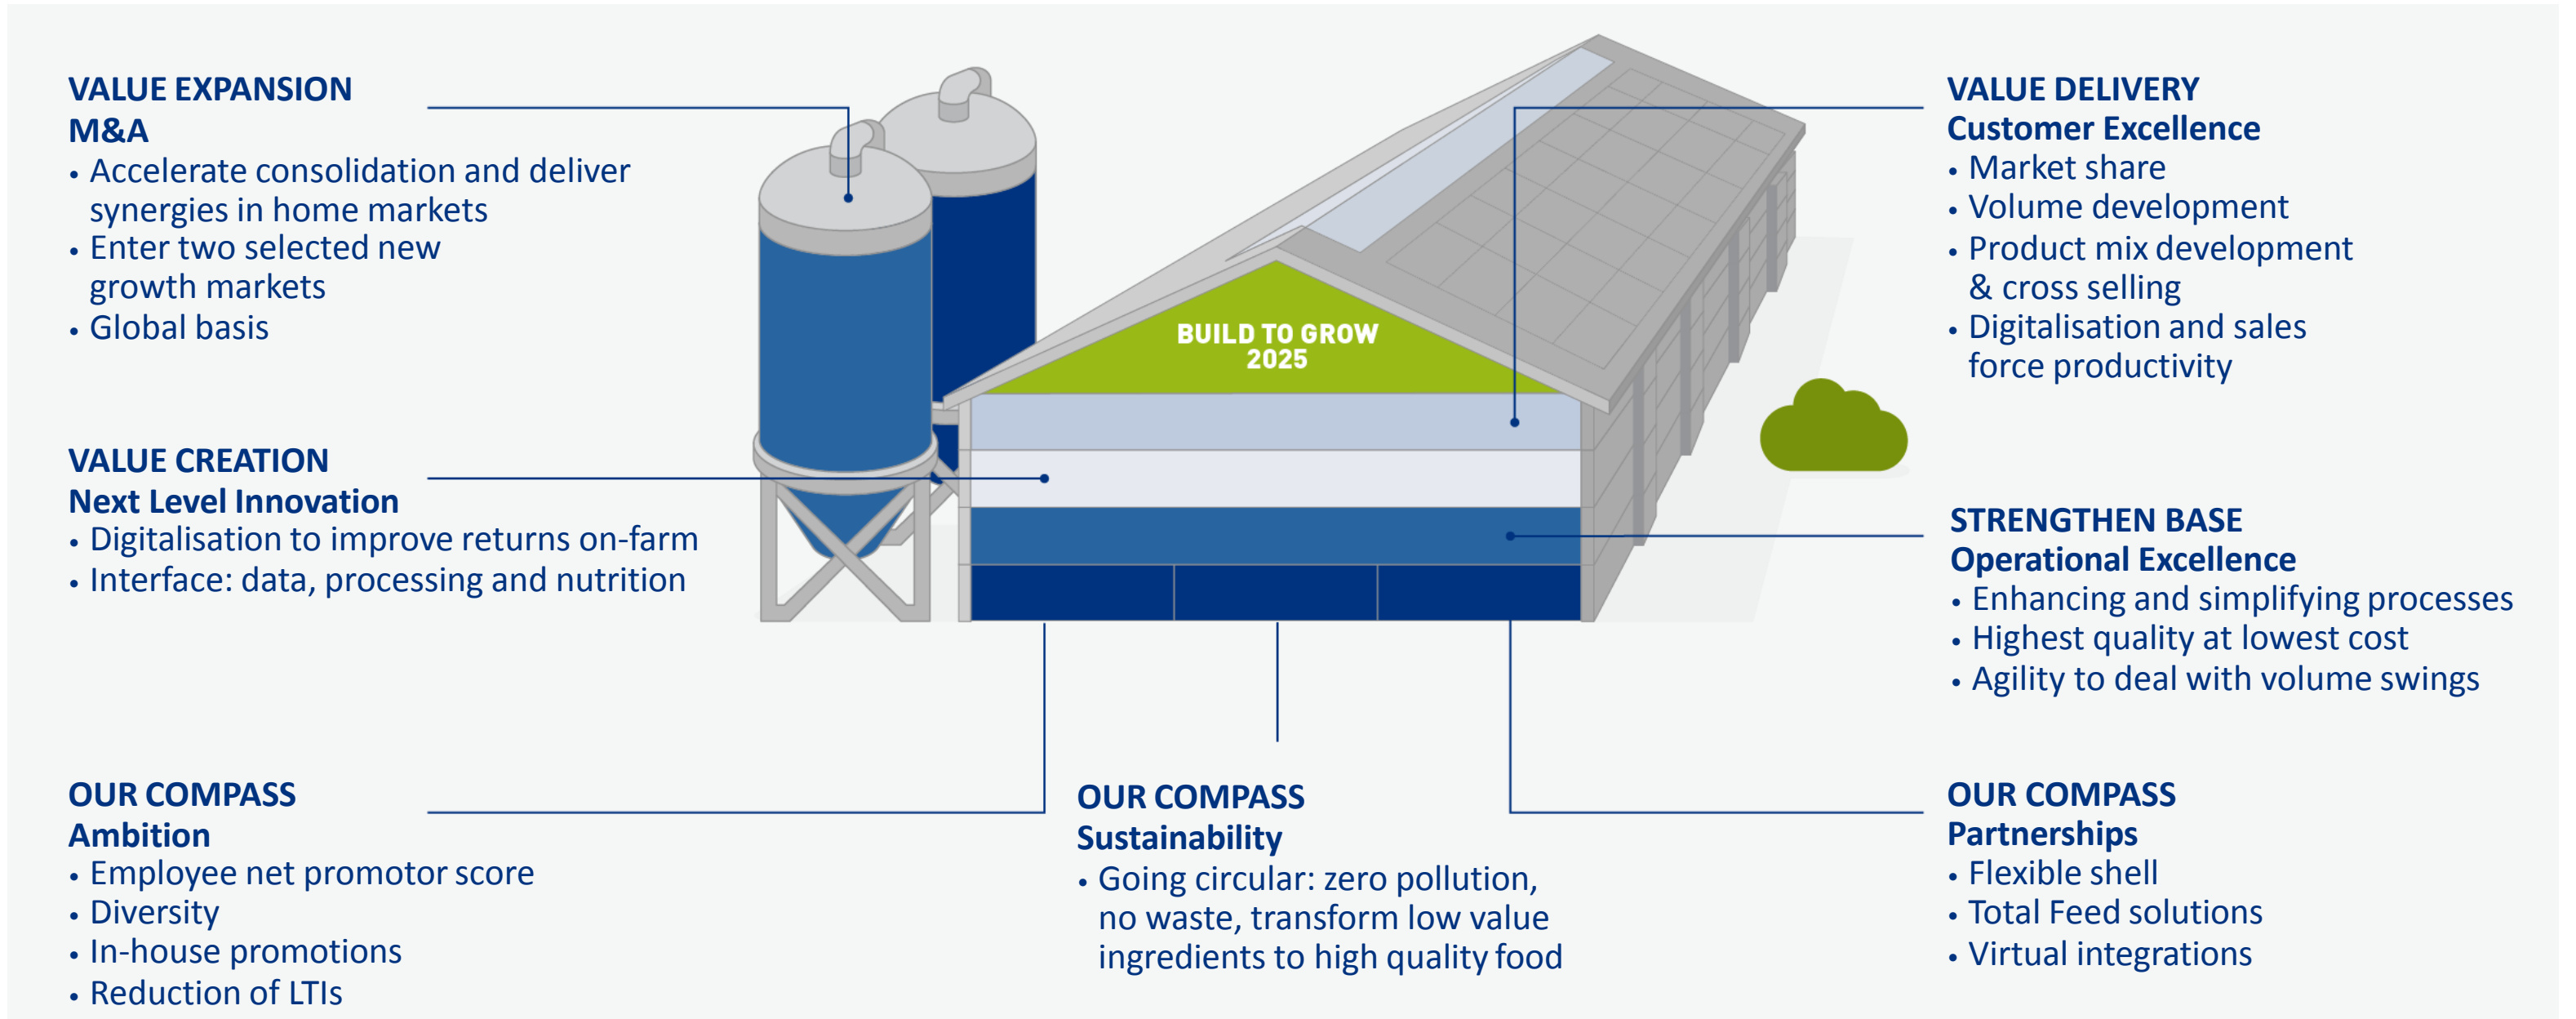 VALUE EXPANSION
M&A
• Accelerate consolidation and deliver
synergies in home markets
• Enter two selected new
growth markets
• Global basis
VALUE CREATION
Next Level Innovation
• Digitalisation to improve returns on-farm
• Interface: data, processing and nutrition
OUR COMPASS
Ambition
• Employee net promotor score
• Diversity
• In-house promotions
• Reduction of LTIs
BUILD TO GROW
2025
OUR COMPASS
Sustainability
• Going circular: zero pollution,
no waste, transform low value
ingredients to high quality food
VALUE DELIVERY
Customer Excellence
• Market share
• Volume development
• Product mix development
& cross selling
• Digitalisation and sales
force productivity
STRENGTHEN BASE
Operational Excellence
• Enhancing and simplifying processes
• Highest quality at lowest cost
• Agility to deal with volume swings
OUR COMPASS
Partnerships
• Flexible shell
• Total Feed solutions
• Virtual integrations